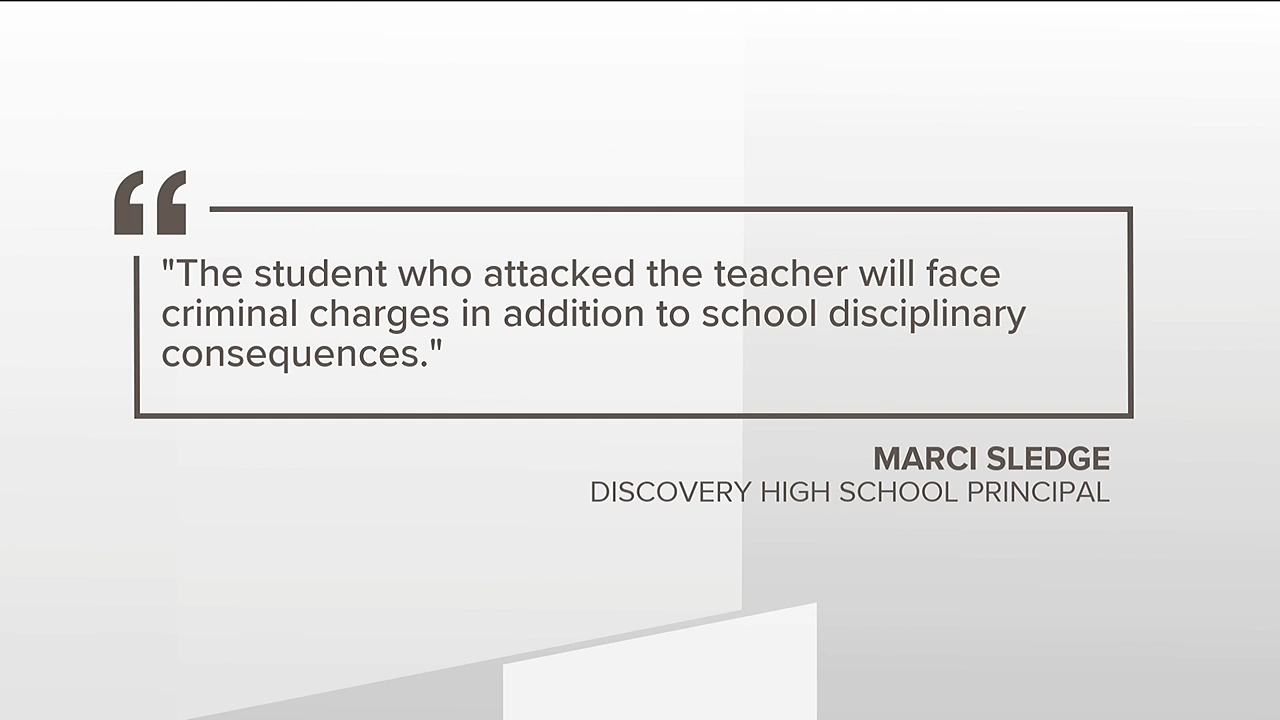 "The student who attacked the teacher will face
criminal charges in addition to school disciplinary
consequences."
MARCI SLEDGE
DISCOVERY HIGH SCHOOL PRINCIPAL